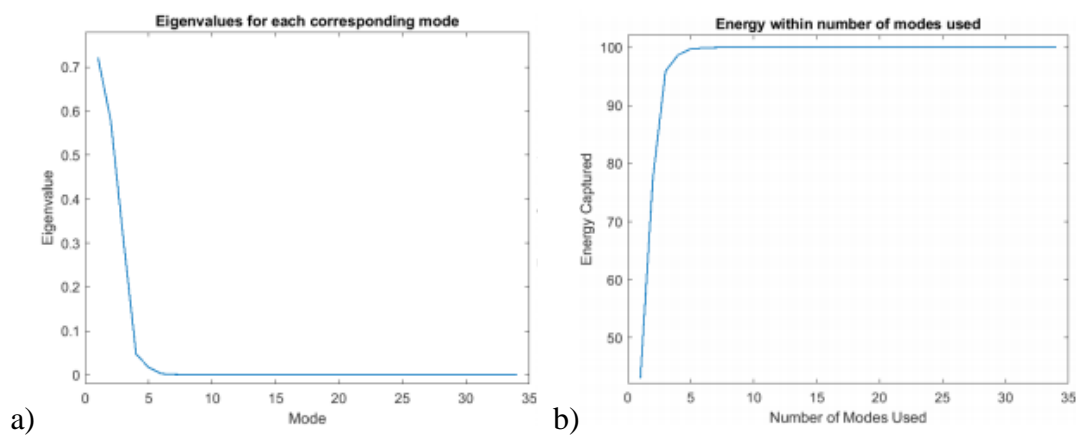 Eigenvalues for each corresponding mode
0.7
0.6
0.5
0.4
0.3
0.2
0.1
0
Eigenvalue
0 5 10 15 20 25 30 35
Mode
a)
Energy within number of modes used
100
90
80
70
60
50
Energy Captured
0 5 10 15 20 25 30 35
Number of Modes Used
b)